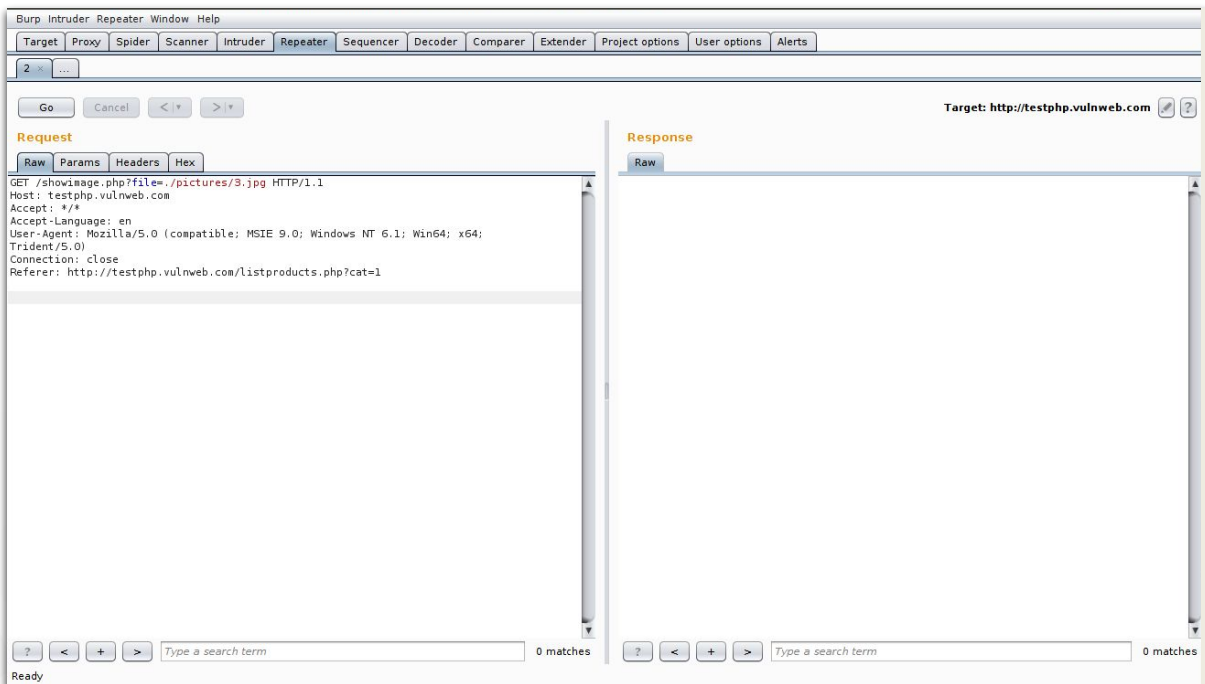 Burp Intruder Repeater Window Help
Target Proxy Spider Scanner Intruder Repeater Sequencer Decoder Comparer Extender Project options User options Alerts
2 × ...
Go Cancel < > Target: http://testphp.vulnweb.com ?
Request
Raw Params Headers Hex
GET /showimage.php?file=./pictures/3.jpg HTTP/1.1
Host: testphp.vulnweb.com
Accept: */*
Accept-Language: en
User-Agent: Mozilla/5.0 (compatible; MSIE 9.0; Windows NT 6.1; Win64; x64;
Trident/5.0)
Connection: close
Referer: http://testphp.vulnweb.com/listproducts.php?cat=1
? < + > Type a search term 0 matches
Response
Raw
? < + > Type a search term 0 matches
Ready